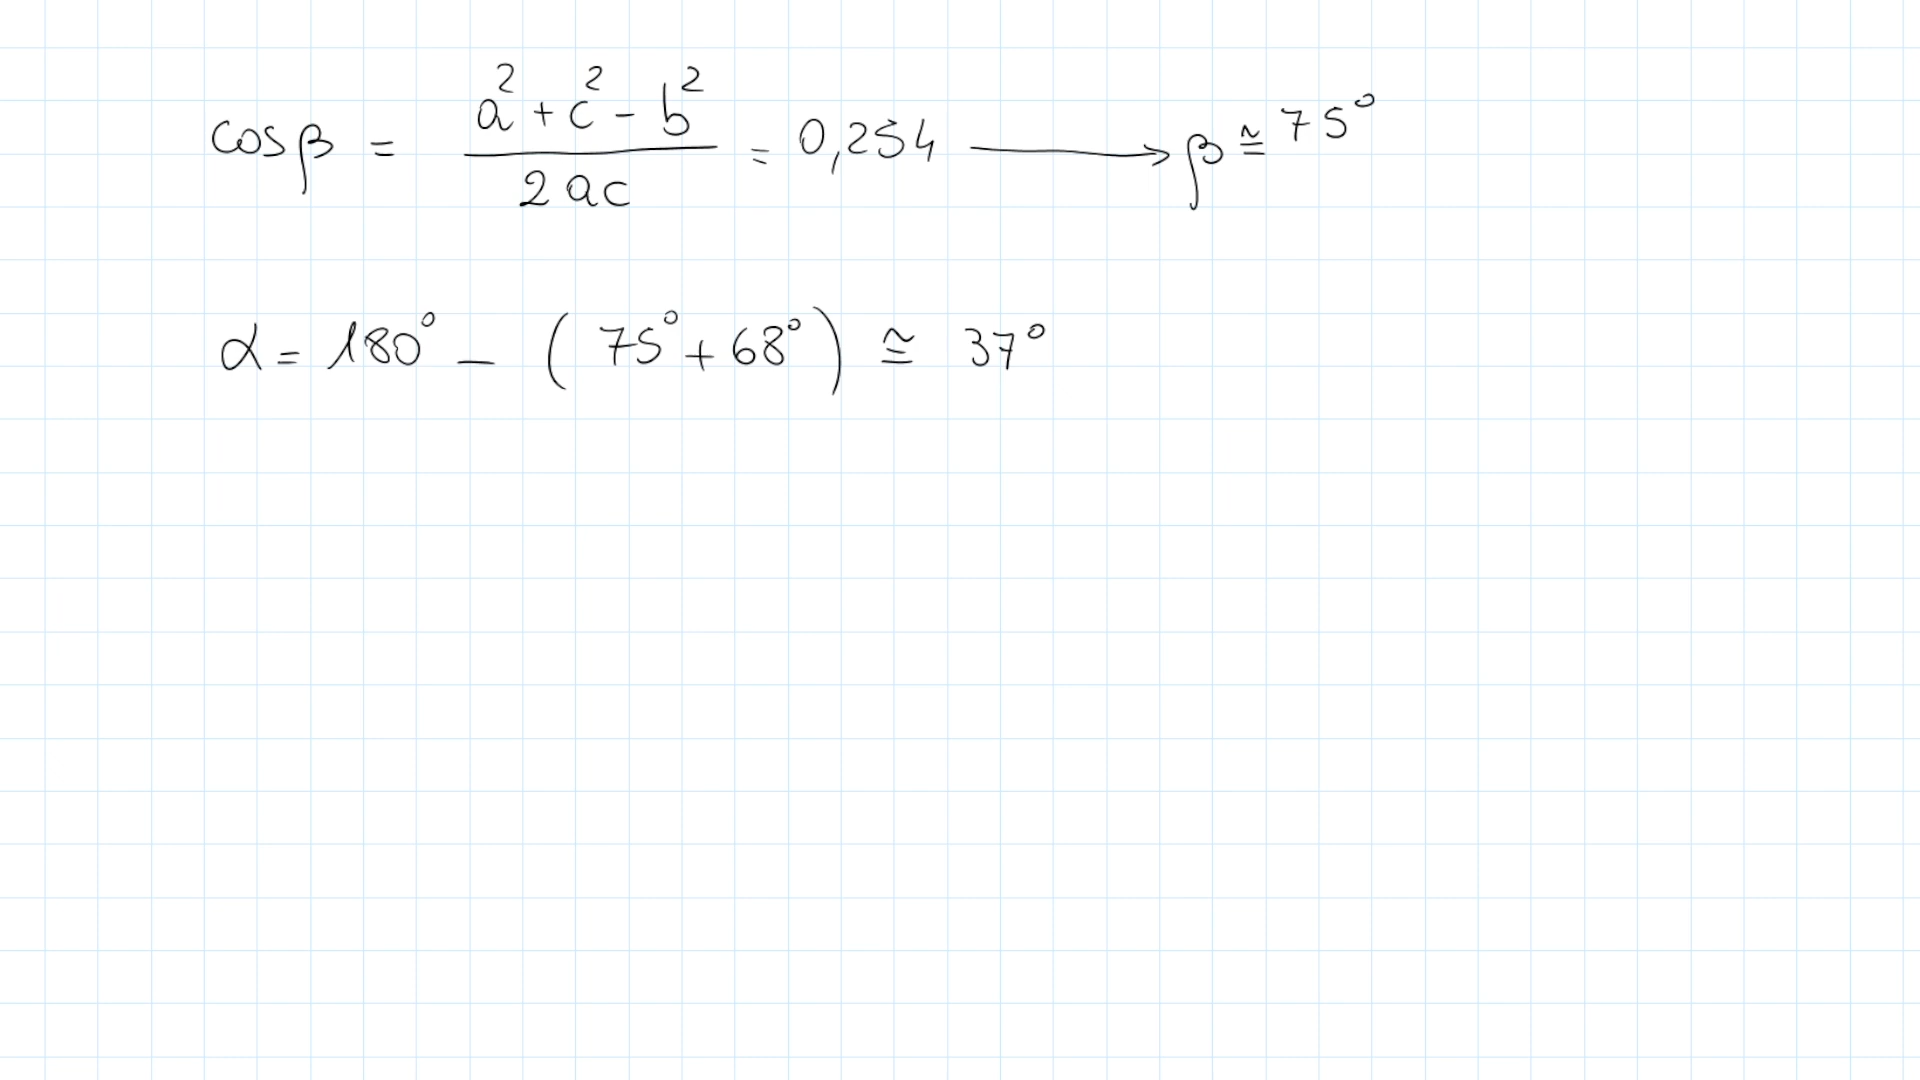 cos β = (a² + c² - b²) / (2ac) = 0,254 ⟶ β ≅ 75°
α = 180° - (75° + 68°) ≅ 37°